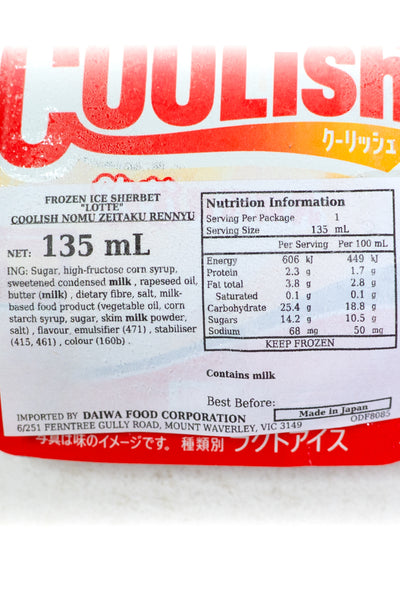 COOLISH
クーリッシュ
FROZEN ICE SHERBET
"LOTTE"
COOLISH NOMU ZEITAKU RENNYU
NET: 135 mL
ING: Sugar, high-fructose corn syrup,
sweetened condensed milk , rapeseed oil,
butter (milk) , dietary fibre, salt, milk-
based food product (vegetable oil, corn
starch syrup, sugar, skim milk powder,
salt) , flavour, emulsifier (471) , stabiliser
(415, 461) , colour (160b) .
Nutrition Information
Serving Per Package 1
Serving Size 135 mL
Per Serving Per 100 mL
Energy 606 kJ 449 kJ
Protein 2.3 g 1.7 g
Fat total 3.8 g 2.8 g
Saturated 0.1 g 0.1 g
Carbohydrate 25.4 g 18.8 g
Sugars 14.2 g 10.5 g
Sodium 68 mg 50 mg
KEEP FROZEN
Contains milk
Best Before:
Made in Japan
ODF8085
IMPORTED BY DAIWA FOOD CORPORATION
6/251 FERNTREE GULLY ROAD, MOUNT WAVERLEY, VIC 3149
写真は味のイメージです。 種類別 ラクトアイス